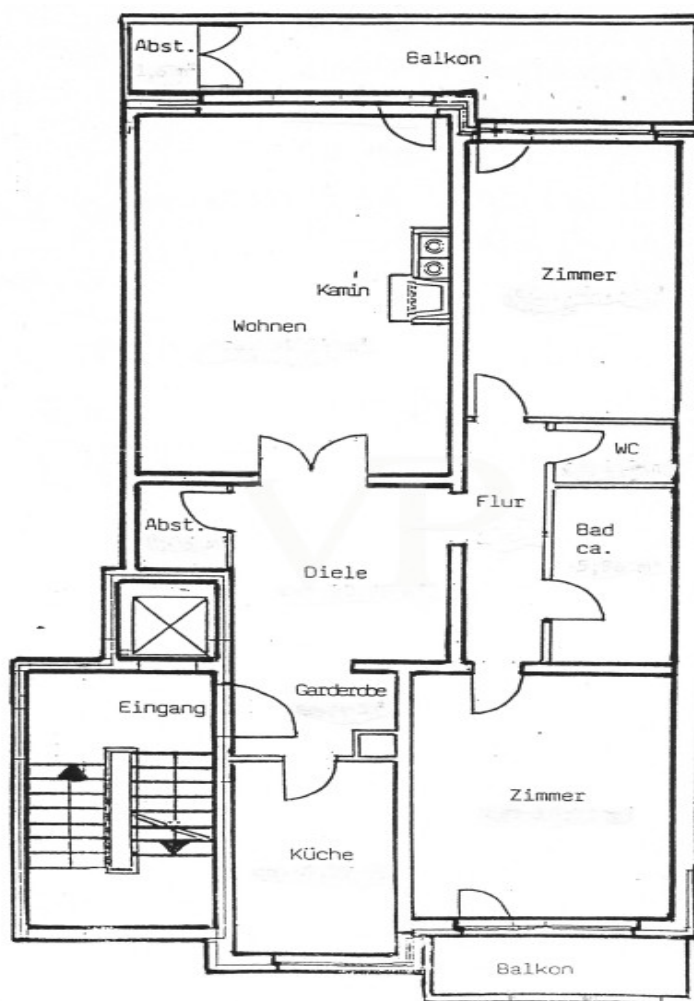 Abst.
Balkon
Zimmer
Kamin
Wohnen
WC
Flur
Abst.
Bad
ca.
Diele
Garderobe
Eingang
Zimmer
Küche
Balkon